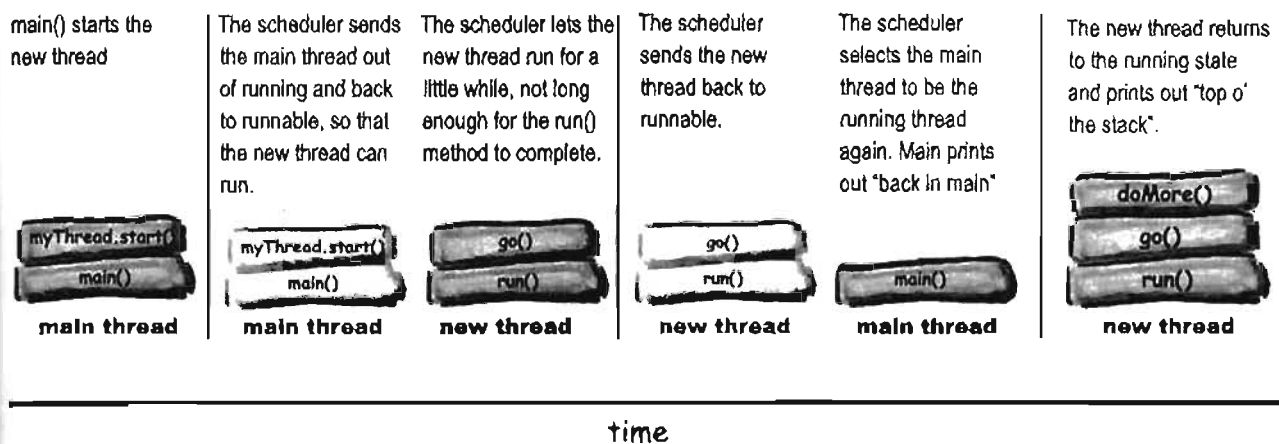 main() starts the
new thread
myThread.start()
main()
main thread
The scheduler sends
the main thread out
of running and back
to runnable, so that
the new thread can
run.
myThread.start()
main()
main thread
The scheduler lets the
new thread run for a
little while, not long
enough for the run()
method to complete.
go()
run()
new thread
The scheduler
sends the new
thread back to
runnable.
go()
run()
new thread
The scheduler
selects the main
thread to be the
running thread
again. Main prints
out "back in main"
main()
main thread
The new thread returns
to the running state
and prints out "top o'
the stack".
doMore()
go()
run()
new thread
time